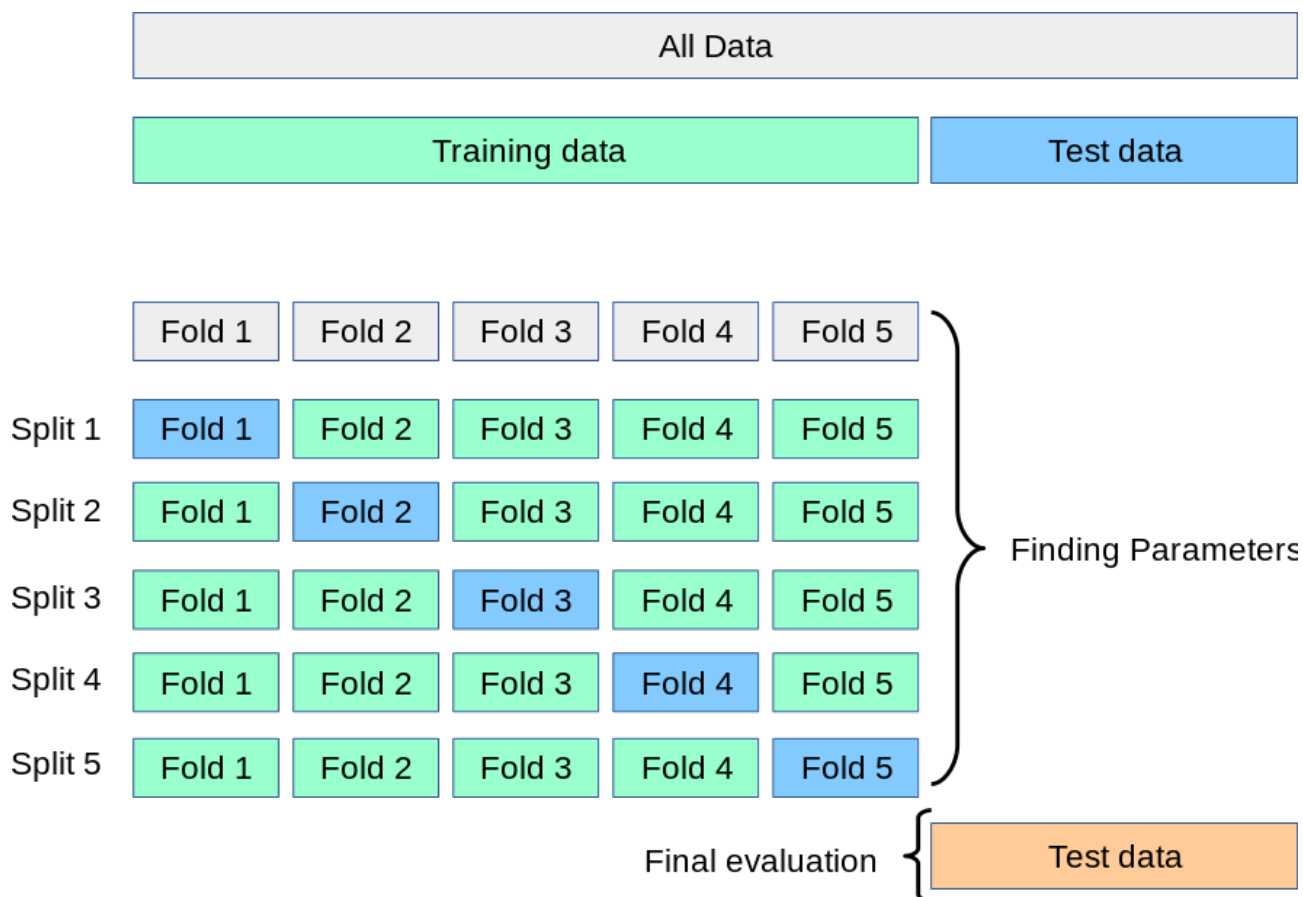 All Data
Training data Test data
Fold 1 Fold 2 Fold 3 Fold 4 Fold 5
Split 1 Fold 1 Fold 2 Fold 3 Fold 4 Fold 5
Split 2 Fold 1 Fold 2 Fold 3 Fold 4 Fold 5
Finding Parameters
Split 3 Fold 1 Fold 2 Fold 3 Fold 4 Fold 5
Split 4 Fold 1 Fold 2 Fold 3 Fold 4 Fold 5
Split 5 Fold 1 Fold 2 Fold 3 Fold 4 Fold 5
Final evaluation Test data